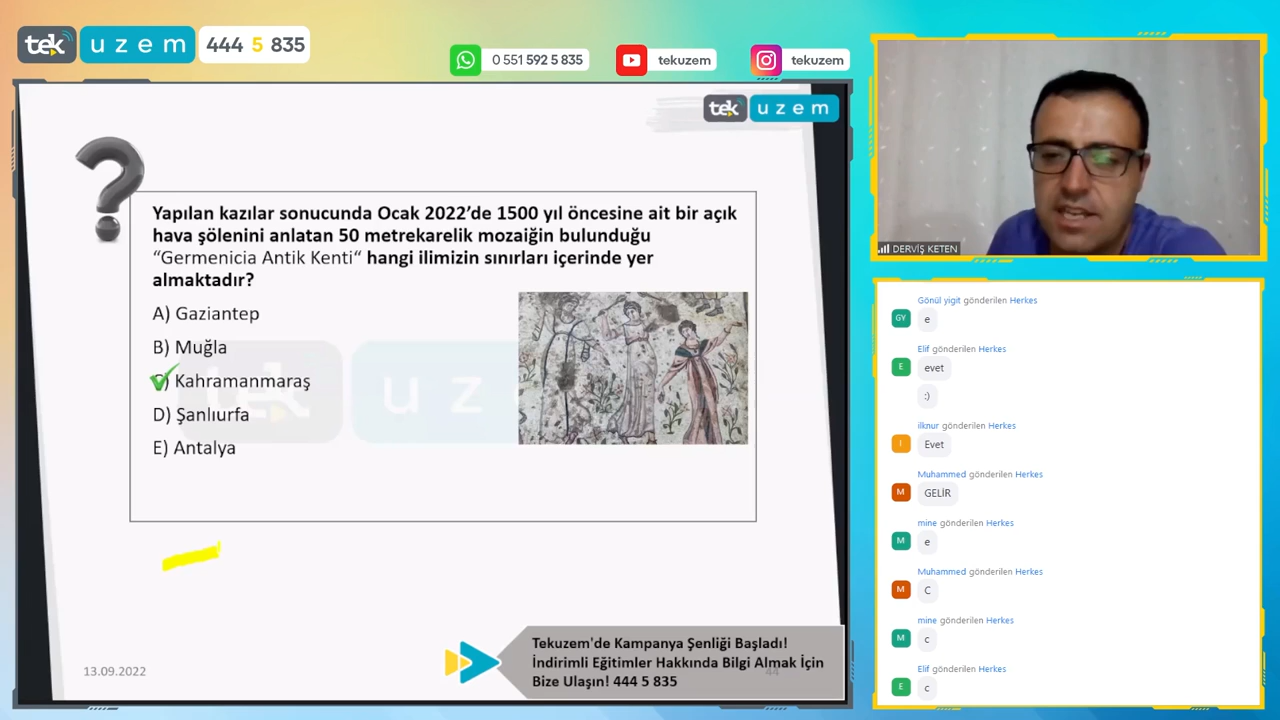 tek uzem 444 5 835
0 551 592 5 835
tekuzem
tekuzem
tek uzem
Yapılan kazılar sonucunda Ocak 2022’de 1500 yıl öncesine ait bir açık
hava şölenini anlatan 50 metrekarelik mozaiğin bulunduğu
“Germenicia Antik Kenti“ hangi ilimizin sınırları içerinde yer
almaktadır?
A) Gaziantep
B) Muğla
C) Kahramanmaraş
D) Şanlıurfa
E) Antalya
13.09.2022
Tekuzem'de Kampanya Şenliği Başladı!
İndirimli Eğitimler Hakkında Bilgi Almak İçin
Bize Ulaşın! 444 5 835
44
DERVİŞ KETEN
Gönül yigit gönderilen Herkes
GY
e
Elif gönderilen Herkes
E
evet
:)
ilknur gönderilen Herkes
I
Evet
Muhammed gönderilen Herkes
M
GELİR
mine gönderilen Herkes
M
e
Muhammed gönderilen Herkes
M
C
mine gönderilen Herkes
M
c
Elif gönderilen Herkes
E
c